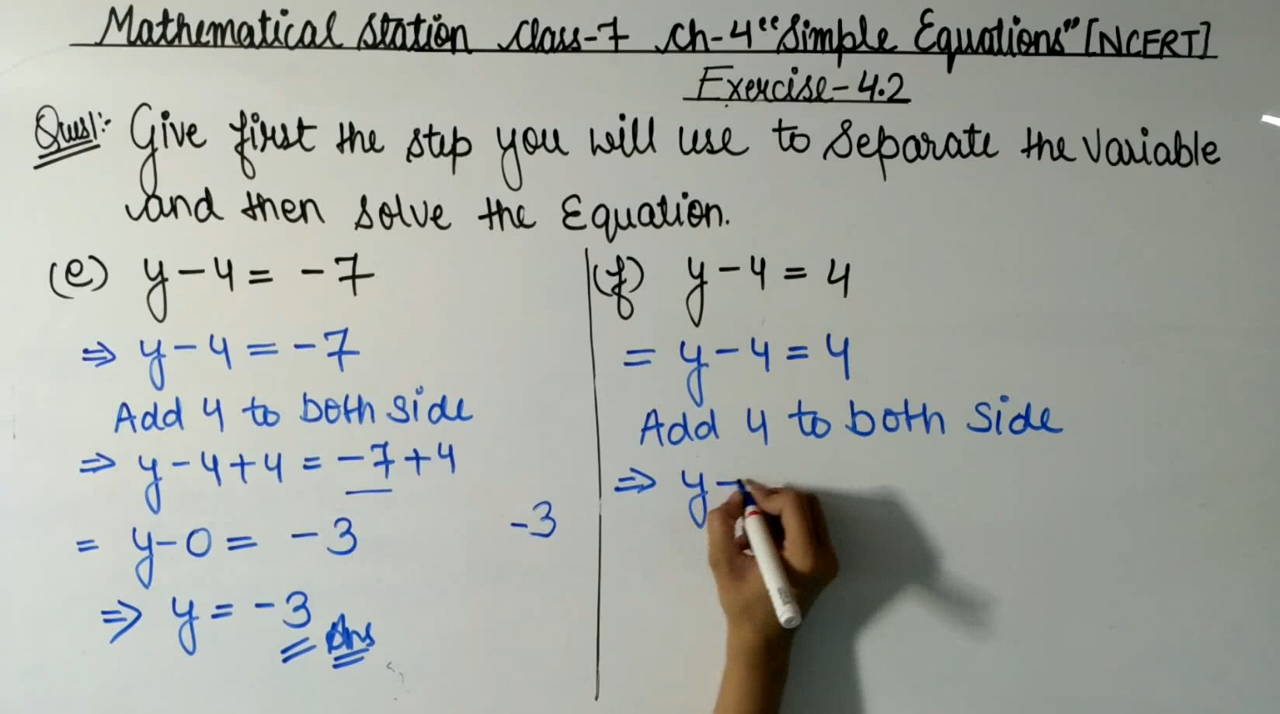 Mathematical Station Class-7 Ch-4 "Simple Equations" [NCERT]
Exercise-4.2
Ques1:- Give first the step you will use to separate the variable
and then solve the Equation.
(e) y-4 = -7
⇒ y-4 = -7
Add 4 to both side
⇒ y-4+4 = -7+4
= y-0 = -3
-3
⇒ y = -3 Ans
(f) y-4 = 4
= y-4 = 4
Add 4 to both side
⇒ y-